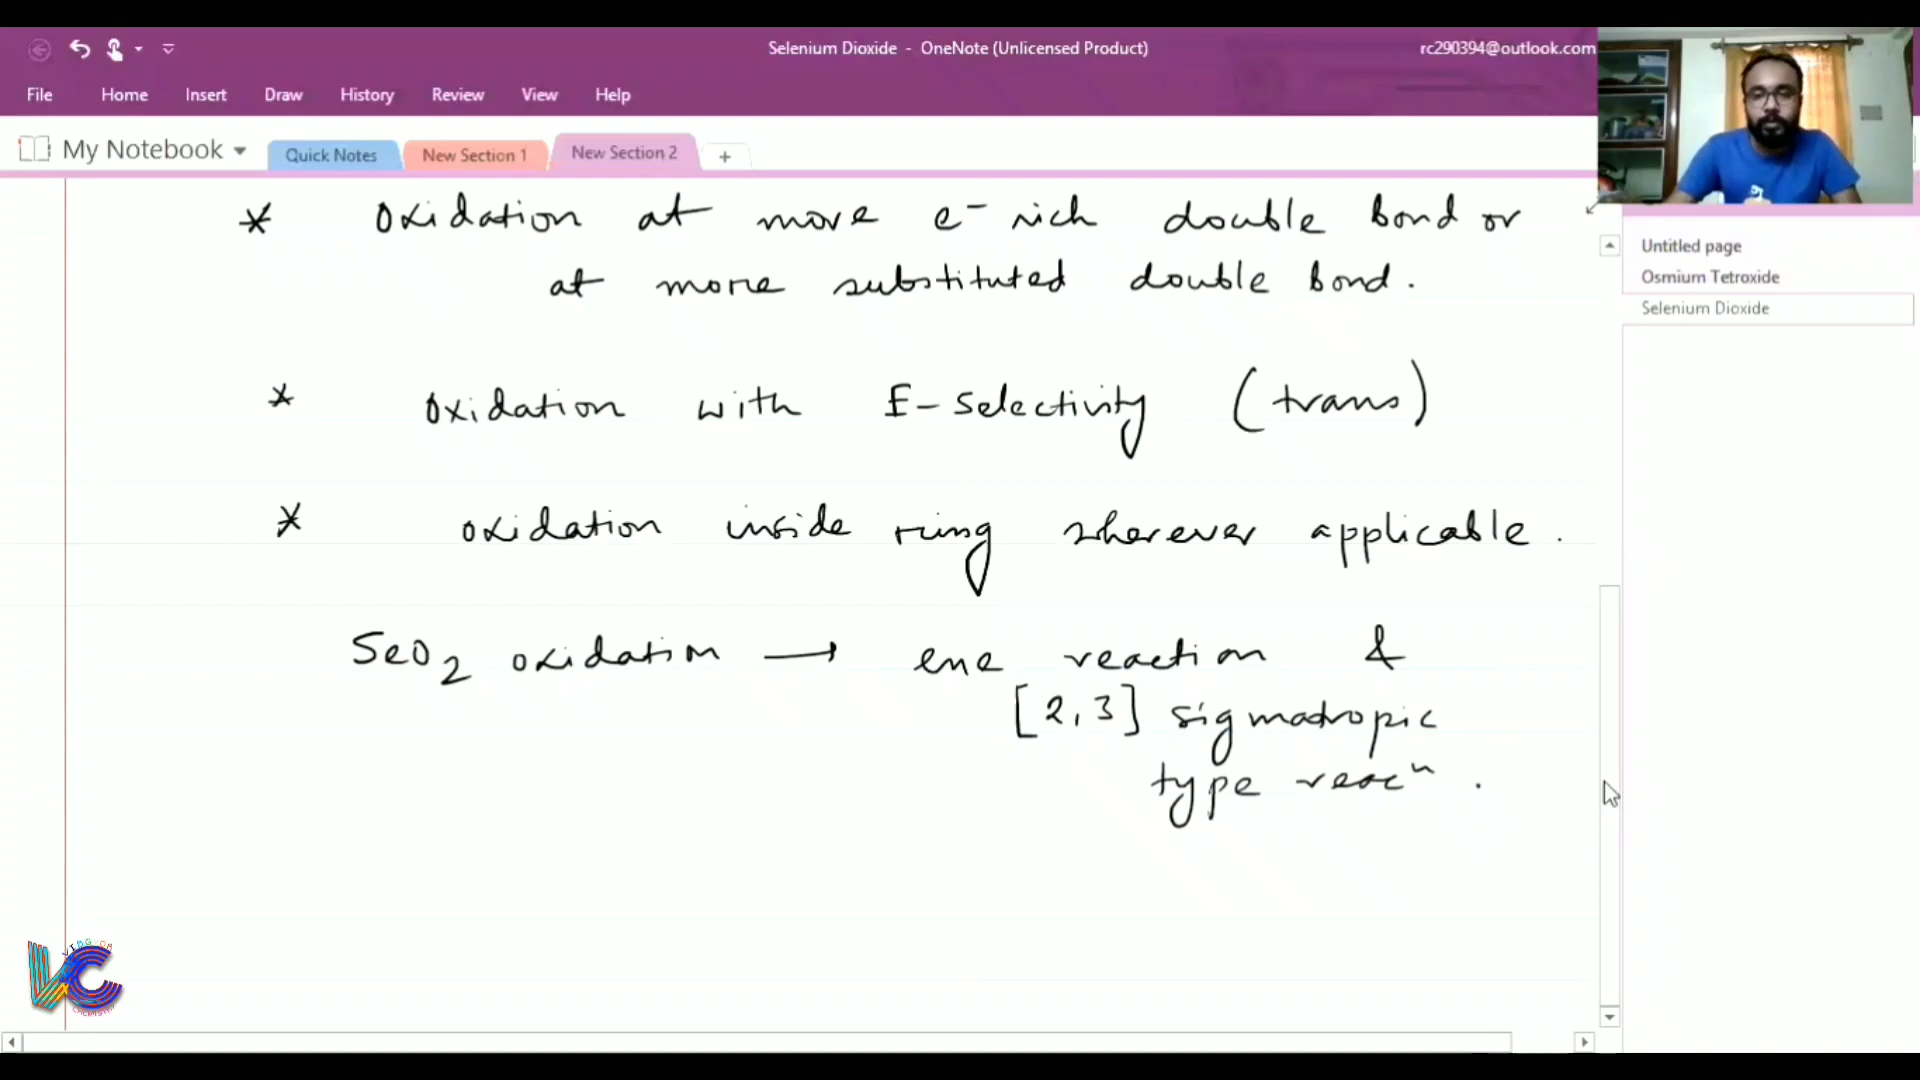 Selenium Dioxide - OneNote (Unlicensed Product)
rc290394@outlook.com
File Home Insert Draw History Review View Help
My Notebook
Quick Notes
New Section 1
New Section 2
+
Untitled page
Osmium Tetroxide
Selenium Dioxide
* Oxidation at more e⁻ rich double bond or
at more substituted double bond.
* Oxidation with E-selectivity (trans)
* oxidation inside ring wherever applicable.
SeO₂ oxidation → ene reaction &
[2,3] sigmatropic
type reacⁿ.
VC
CHEMISTRY